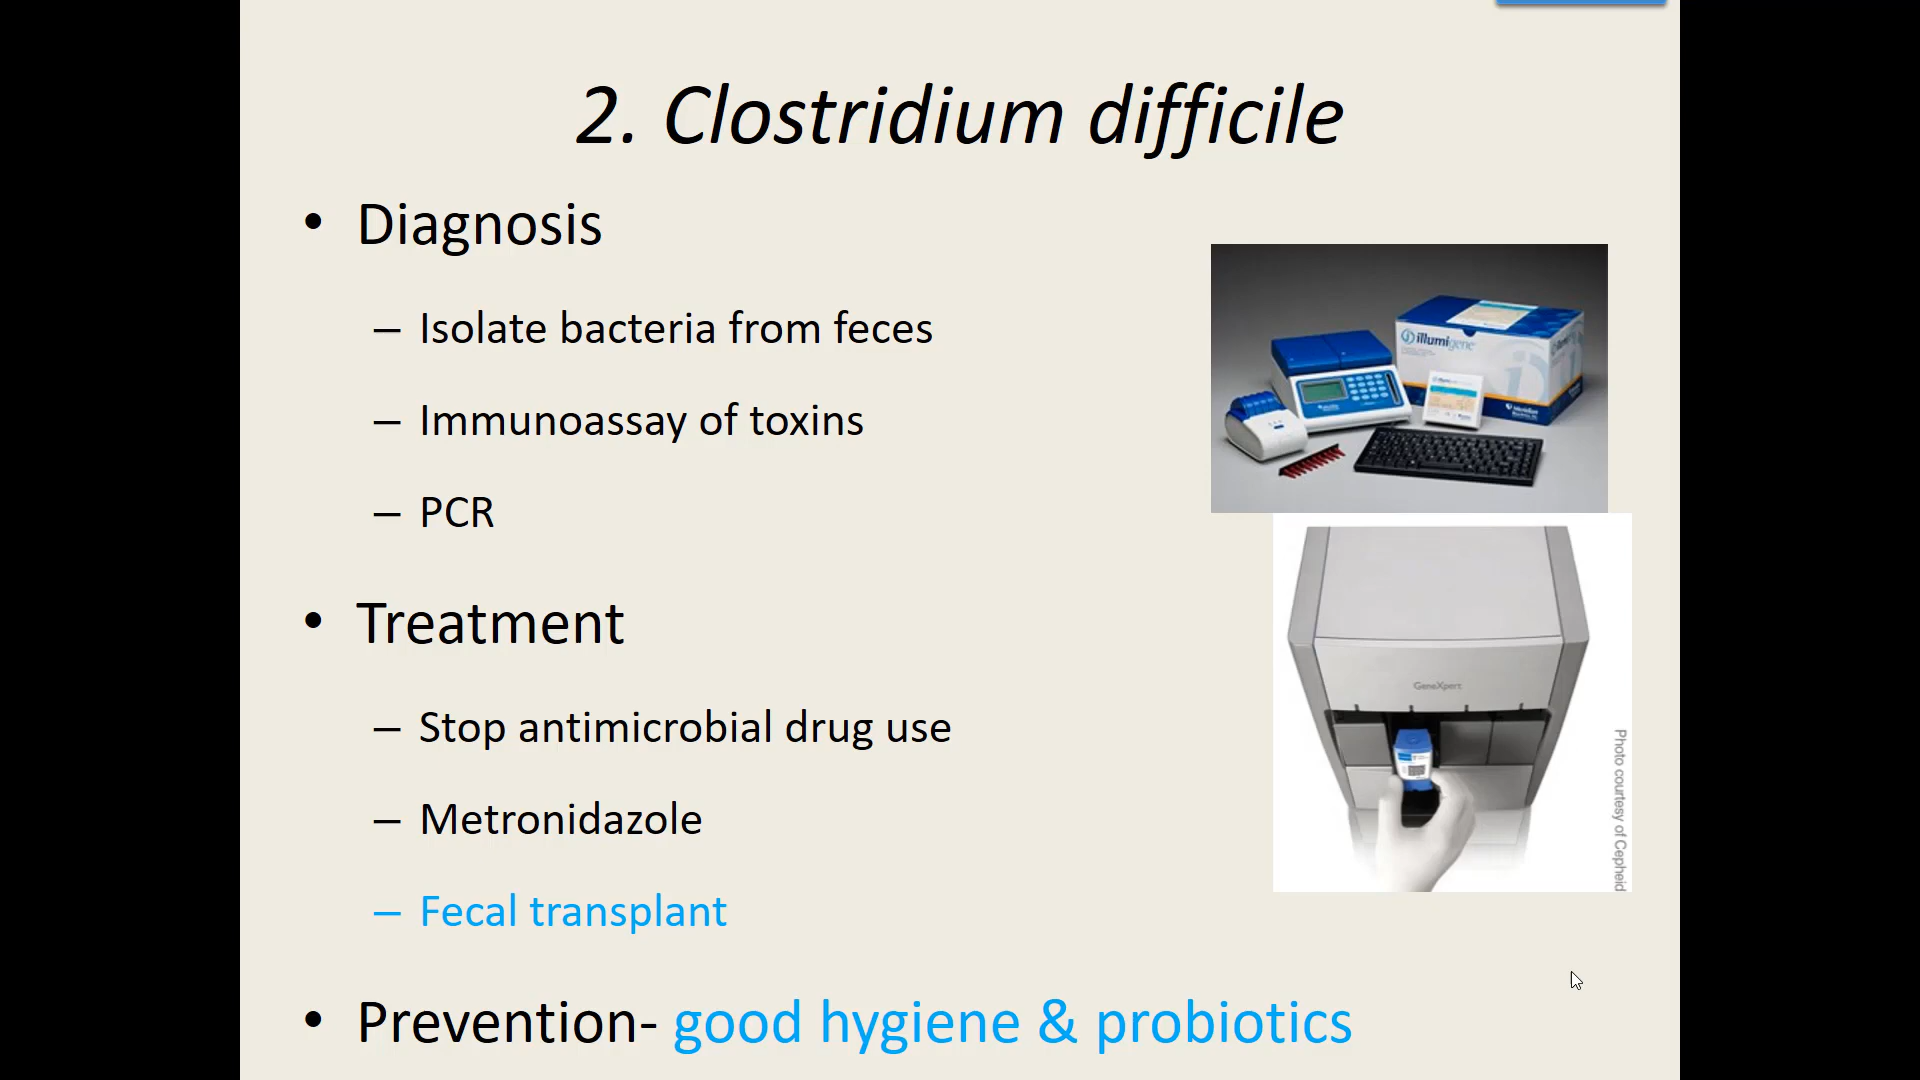 2. Clostridium difficile
• Diagnosis
– Isolate bacteria from feces
– Immunoassay of toxins
– PCR
• Treatment
– Stop antimicrobial drug use
– Metronidazole
– Fecal transplant
• Prevention- good hygiene & probiotics
illumigene
GeneXpert
Photo courtesy of Cepheid